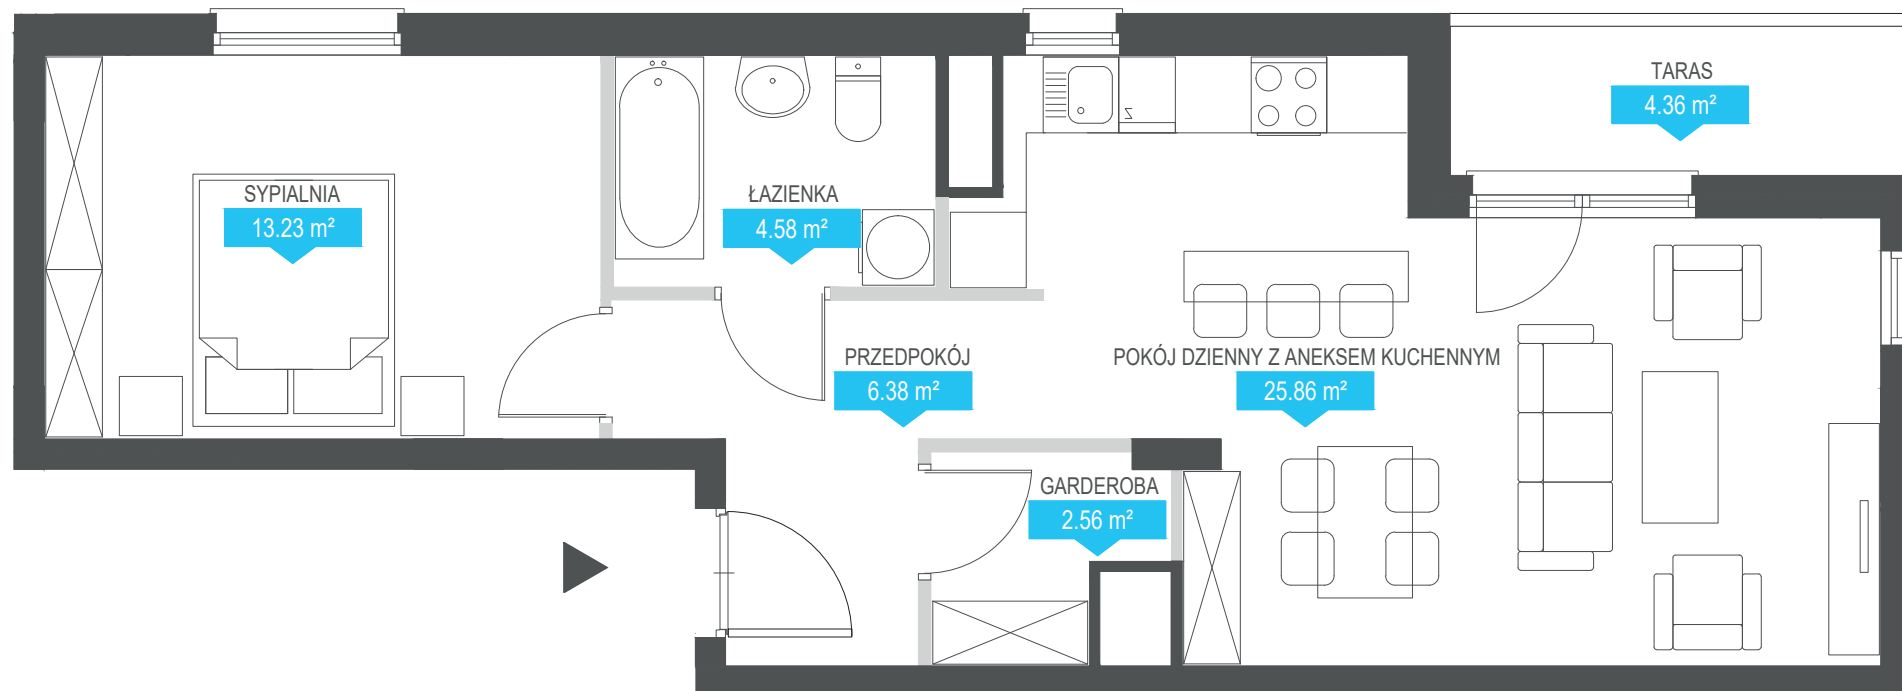 TARAS
4.36 m²
SYPIALNIA
13.23 m²
ŁAZIENKA
4.58 m²
PRZEDPOKÓJ
6.38 m²
POKÓJ DZIENNY Z ANEKSEM KUCHENNYM
25.86 m²
GARDEROBA
2.56 m²